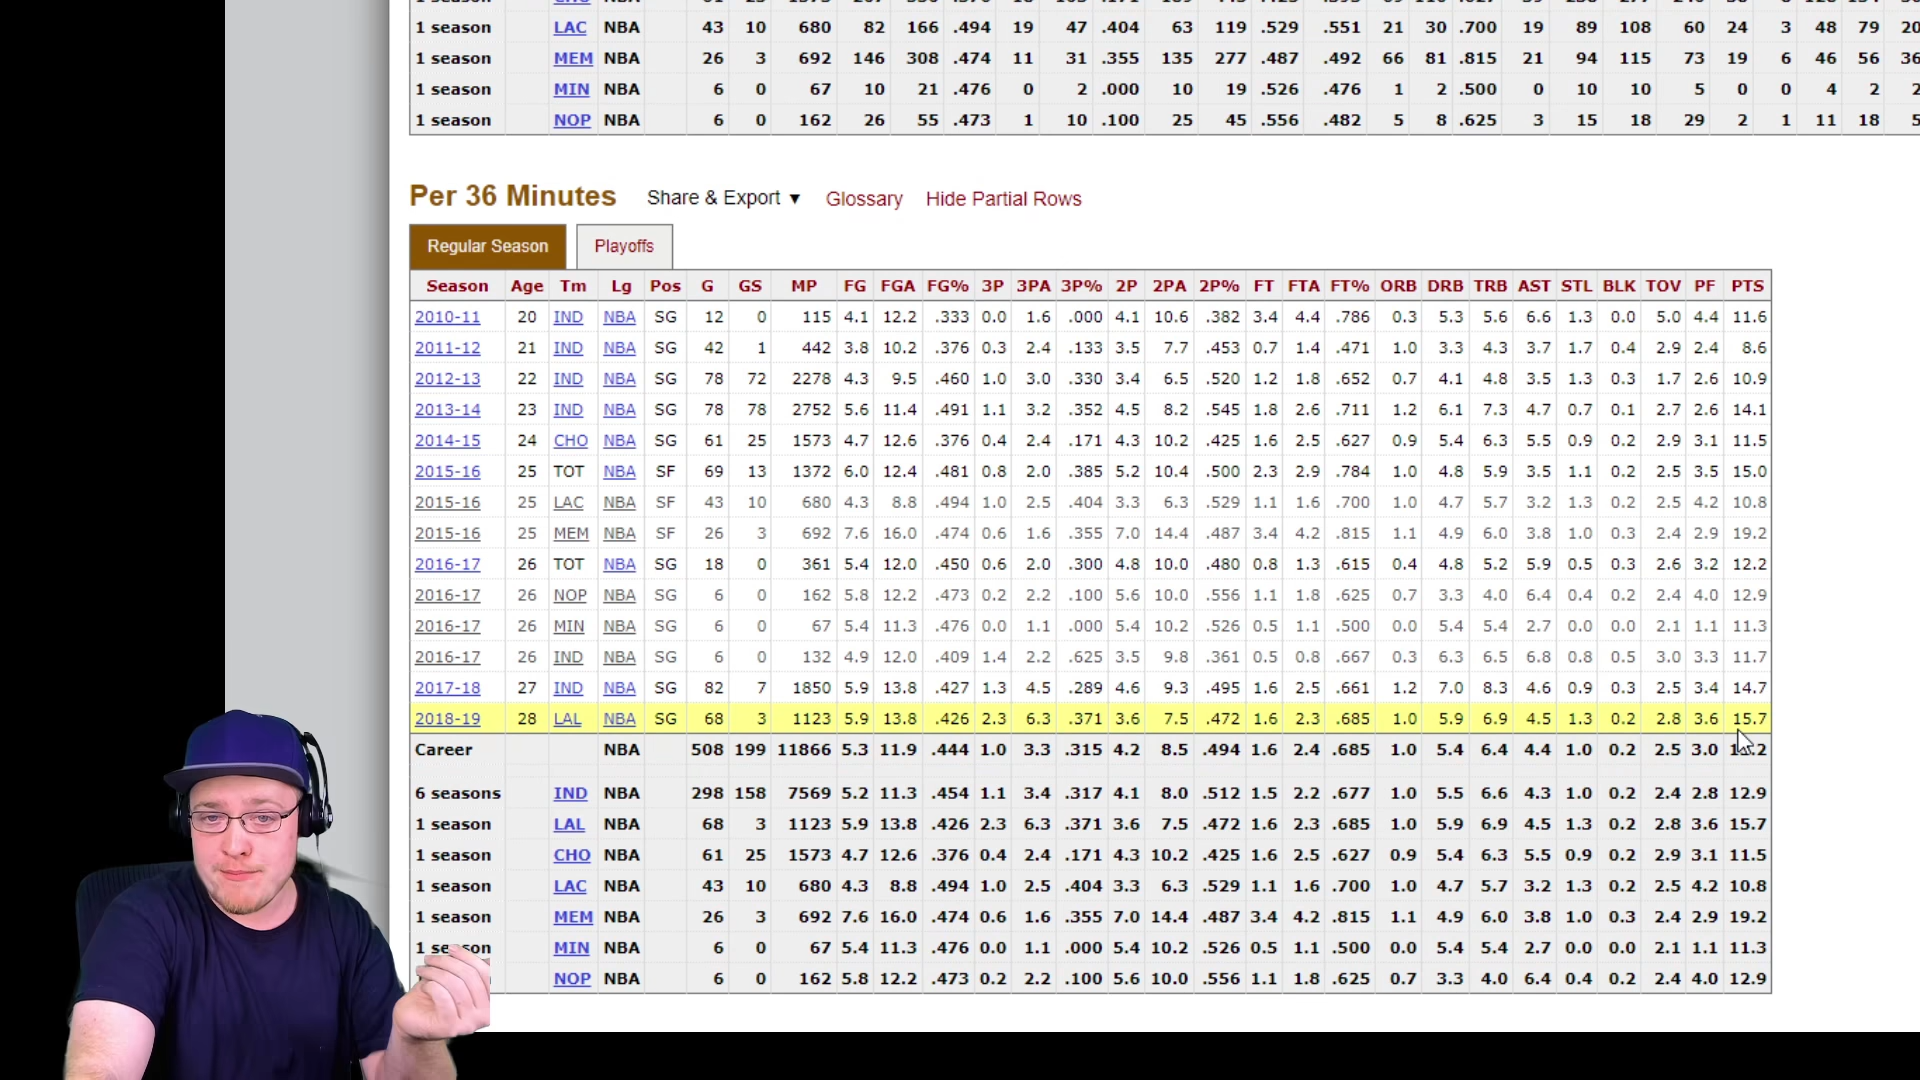 1 season LAC NBA 43 10 680 82 166 .494 19 47 .404 63 119 .529 .551 21 30 .700 19 89 108 60 24 3 48 79 20
1 season MEM NBA 26 3 692 146 308 .474 11 31 .355 135 277 .487 .492 66 81 .815 21 94 115 73 19 6 46 56 36
1 season MIN NBA 6 0 67 10 21 .476 0 2 .000 10 19 .526 .476 1 2 .500 0 10 10 5 0 0 4 2 2
1 season NOP NBA 6 0 162 26 55 .473 1 10 .100 25 45 .556 .482 5 8 .625 3 15 18 29 2 1 11 18 5
Per 36 Minutes Share & Export ▼ Glossary Hide Partial Rows
Regular Season Playoffs
Season Age Tm Lg Pos G GS MP FG FGA FG% 3P 3PA 3P% 2P 2PA 2P% FT FTA FT% ORB DRB TRB AST STL BLK TOV PF PTS
2010-11 20 IND NBA SG 12 0 115 4.1 12.2 .333 0.0 1.6 .000 4.1 10.6 .382 3.4 4.4 .786 0.3 5.3 5.6 6.6 1.3 0.0 5.0 4.4 11.6
2011-12 21 IND NBA SG 42 1 442 3.8 10.2 .376 0.3 2.4 .133 3.5 7.7 .453 0.7 1.4 .471 1.0 3.3 4.3 3.7 1.7 0.4 2.9 2.4 8.6
2012-13 22 IND NBA SG 78 72 2278 4.3 9.5 .460 1.0 3.0 .330 3.4 6.5 .520 1.2 1.8 .652 0.7 4.1 4.8 3.5 1.3 0.3 1.7 2.6 10.9
2013-14 23 IND NBA SG 78 78 2752 5.6 11.4 .491 1.1 3.2 .352 4.5 8.2 .545 1.8 2.6 .711 1.2 6.1 7.3 4.7 0.7 0.1 2.7 2.6 14.1
2014-15 24 CHO NBA SG 61 25 1573 4.7 12.6 .376 0.4 2.4 .171 4.3 10.2 .425 1.6 2.5 .627 0.9 5.4 6.3 5.5 0.9 0.2 2.9 3.1 11.5
2015-16 25 TOT NBA SF 69 13 1372 6.0 12.4 .481 0.8 2.0 .385 5.2 10.4 .500 2.3 2.9 .784 1.0 4.8 5.9 3.5 1.1 0.2 2.5 3.5 15.0
2015-16 25 LAC NBA SF 43 10 680 4.3 8.8 .494 1.0 2.5 .404 3.3 6.3 .529 1.1 1.6 .700 1.0 4.7 5.7 3.2 1.3 0.2 2.5 4.2 10.8
2015-16 25 MEM NBA SF 26 3 692 7.6 16.0 .474 0.6 1.6 .355 7.0 14.4 .487 3.4 4.2 .815 1.1 4.9 6.0 3.8 1.0 0.3 2.4 2.9 19.2
2016-17 26 TOT NBA SG 18 0 361 5.4 12.0 .450 0.6 2.0 .300 4.8 10.0 .480 0.8 1.3 .615 0.4 4.8 5.2 5.9 0.5 0.3 2.6 3.2 12.2
2016-17 26 NOP NBA SG 6 0 162 5.8 12.2 .473 0.2 2.2 .100 5.6 10.0 .556 1.1 1.8 .625 0.7 3.3 4.0 6.4 0.4 0.2 2.4 4.0 12.9
2016-17 26 MIN NBA SG 6 0 67 5.4 11.3 .476 0.0 1.1 .000 5.4 10.2 .526 0.5 1.1 .500 0.0 5.4 5.4 2.7 0.0 0.0 2.1 1.1 11.3
2016-17 26 IND NBA SG 6 0 132 4.9 12.0 .409 1.4 2.2 .625 3.5 9.8 .361 0.5 0.8 .667 0.3 6.3 6.5 6.8 0.8 0.5 3.0 3.3 11.7
2017-18 27 IND NBA SG 82 7 1850 5.9 13.8 .427 1.3 4.5 .289 4.6 9.3 .495 1.6 2.5 .661 1.2 7.0 8.3 4.6 0.9 0.3 2.5 3.4 14.7
2018-19 28 LAL NBA SG 68 3 1123 5.9 13.8 .426 2.3 6.3 .371 3.6 7.5 .472 1.6 2.3 .685 1.0 5.9 6.9 4.5 1.3 0.2 2.8 3.6 15.7
Career NBA 508 199 11866 5.3 11.9 .444 1.0 3.3 .315 4.2 8.5 .494 1.6 2.4 .685 1.0 5.4 6.4 4.4 1.0 0.2 2.5 3.0
6 seasons IND NBA 298 158 7569 5.2 11.3 .454 1.1 3.4 .317 4.1 8.0 .512 1.5 2.2 .677 1.0 5.5 6.6 4.3 1.0 0.2 2.4 2.8 12.9
1 season LAL NBA 68 3 1123 5.9 13.8 .426 2.3 6.3 .371 3.6 7.5 .472 1.6 2.3 .685 1.0 5.9 6.9 4.5 1.3 0.2 2.8 3.6 15.7
1 season CHO NBA 61 25 1573 4.7 12.6 .376 0.4 2.4 .171 4.3 10.2 .425 1.6 2.5 .627 0.9 5.4 6.3 5.5 0.9 0.2 2.9 3.1 11.5
1 season LAC NBA 43 10 680 4.3 8.8 .494 1.0 2.5 .404 3.3 6.3 .529 1.1 1.6 .700 1.0 4.7 5.7 3.2 1.3 0.2 2.5 4.2 10.8
1 season MEM NBA 26 3 692 7.6 16.0 .474 0.6 1.6 .355 7.0 14.4 .487 3.4 4.2 .815 1.1 4.9 6.0 3.8 1.0 0.3 2.4 2.9 19.2
1 season MIN NBA 6 0 67 5.4 11.3 .476 0.0 1.1 .000 5.4 10.2 .526 0.5 1.1 .500 0.0 5.4 5.4 2.7 0.0 0.0 2.1 1.1 11.3
NOP NBA 6 0 162 5.8 12.2 .473 0.2 2.2 .100 5.6 10.0 .556 1.1 1.8 .625 0.7 3.3 4.0 6.4 0.4 0.2 2.4 4.0 12.9